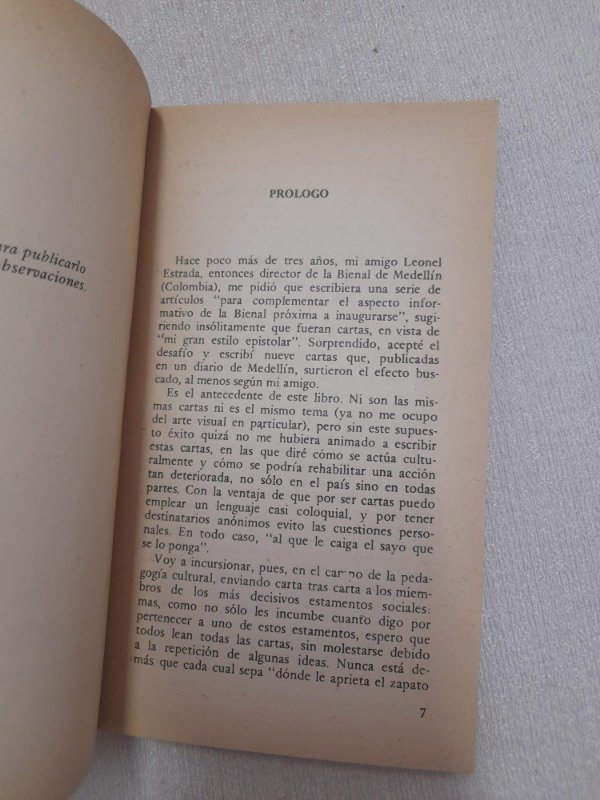 ara publicarlo
observaciones.
PROLOGO
Hace poco más de tres años, mi amigo Leonel
Estrada, entonces director de la Bienal de Medellín
(Colombia), me pidió que escribiera una serie de
artículos "para complementar el aspecto infor-
mativo de la Bienal próxima a inaugurarse", suge-
riendo insólitamente que fueran cartas, en vista de
"mi gran estilo epistolar". Sorprendido, acepté el
desafío y escribí nueve cartas que, publicadas
en un diario de Medellín, surtieron el efecto bus-
cado, al menos según mi amigo.
Es el antecedente de este libro. Ni son las mis-
mas cartas ni es el mismo tema (ya no me ocupo
del arte visual en particular), pero sin este supues-
to éxito quizá no me hubiera animado a escribir
estas cartas, en las que diré cómo se actúa cultu-
ralmente y cómo se podría rehabilitar una acción
tan deteriorada, no sólo en el país sino en todas
partes. Con la ventaja de que por ser cartas puedo
emplear un lenguaje casi coloquial, y por tener
destinatarios anónimos evito las cuestiones perso-
nales. En todo caso, "al que le caiga el sayo que
se lo ponga".
Voy a incursionar, pues, en el campo de la peda-
gogía cultural, enviando carta tras carta a los miem-
bros de los más decisivos estamentos sociales:
mas, como no sólo les incumbe cuanto digo por
pertenecer a uno de estos estamentos, espero que
todos lean todas las cartas, sin molestarse debido
a la repetición de algunas ideas. Nunca está de-
más que cada cual sepa "dónde le aprieta el zapato
7